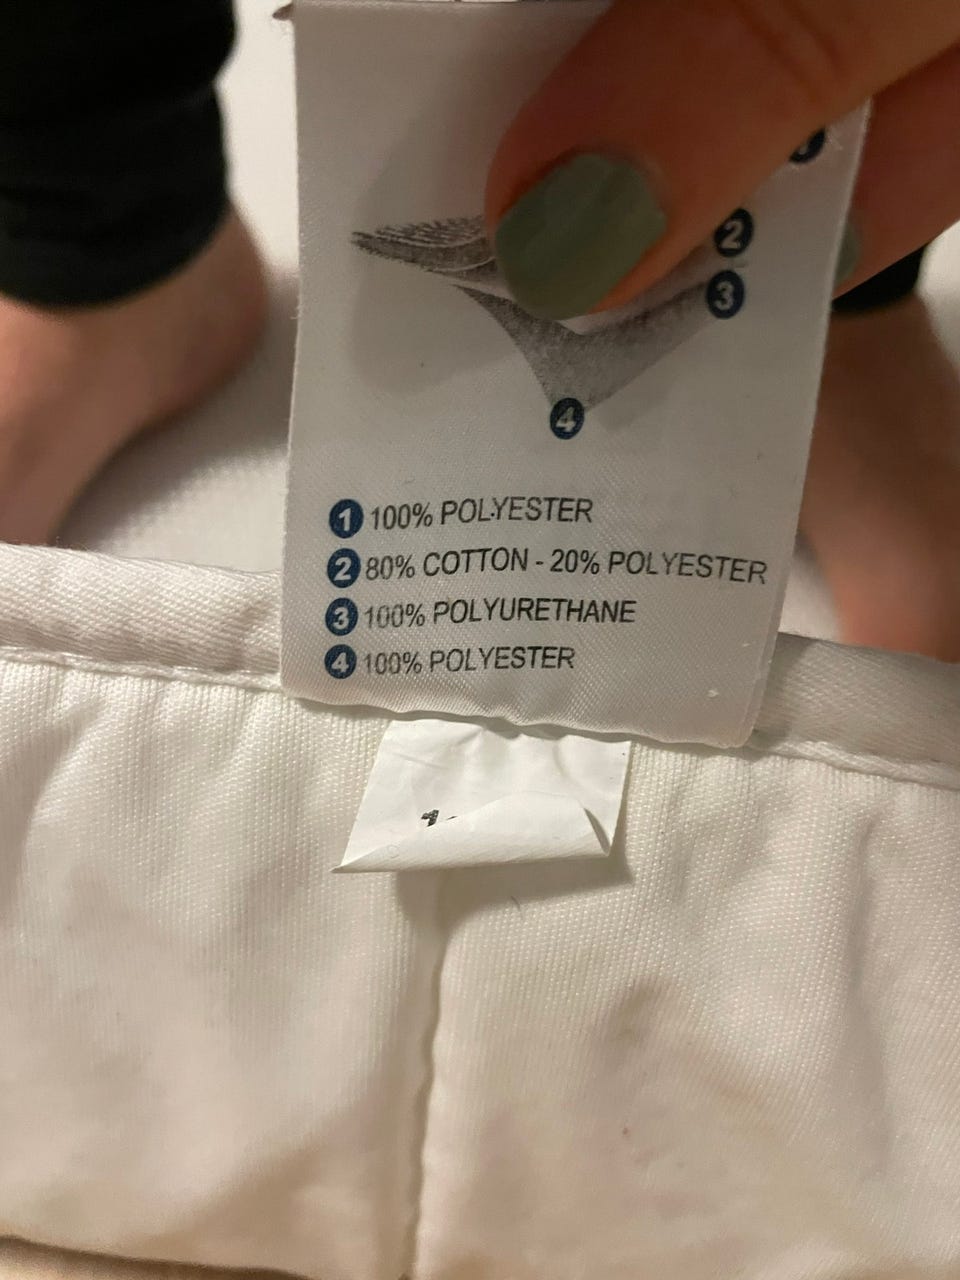 2
3
4
1 100% POLYESTER
2 80% COTTON - 20% POLYESTER
3 100% POLYURETHANE
4 100% POLYESTER